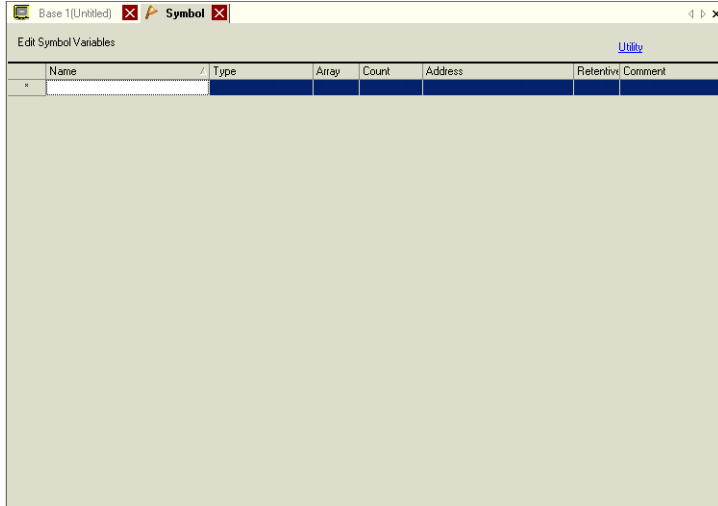 Base 1(Untitled) Symbol
Edit Symbol Variables
Utility
Name Type Array Count Address Retentive Comment
*